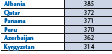 Albania 385
Qatar 372
Panama 371
Peru 370
Azerbaijan 362
Kyrgyzstan 314